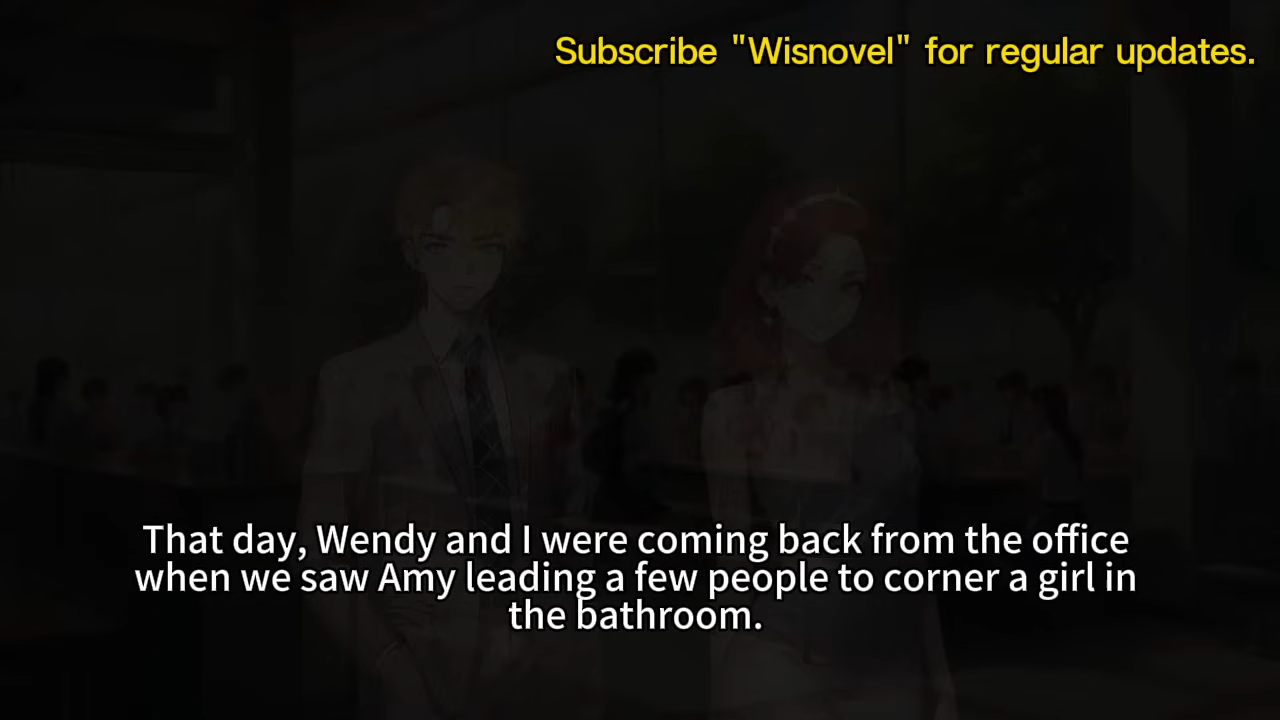 Subscribe "Wisnovel" for regular updates.
That day, Wendy and I were coming back from the office
when we saw Amy leading a few people to corner a girl in
the bathroom.